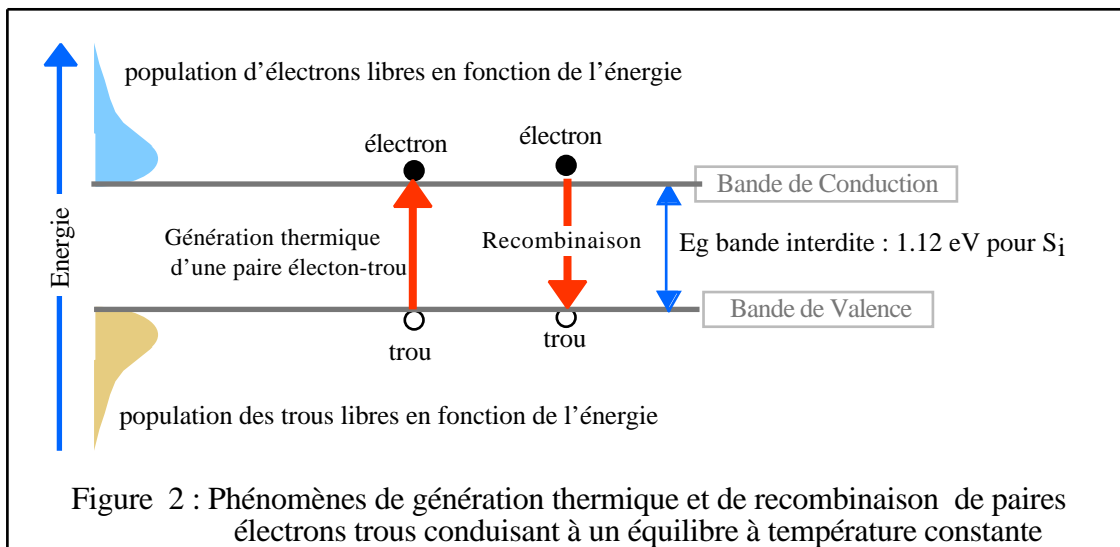 population d'électrons libres en fonction de l'énergie
électron
électron
Bande de Conduction
Energie
Génération thermique
d'une paire électon-trou
Recombinaison
Eg bande interdite : 1.12 eV pour Si
Bande de Valence
trou
trou
population des trous libres en fonction de l'énergie
Figure 2 : Phénomènes de génération thermique et de recombinaison de paires
électrons trous conduisant à un équilibre à température constante